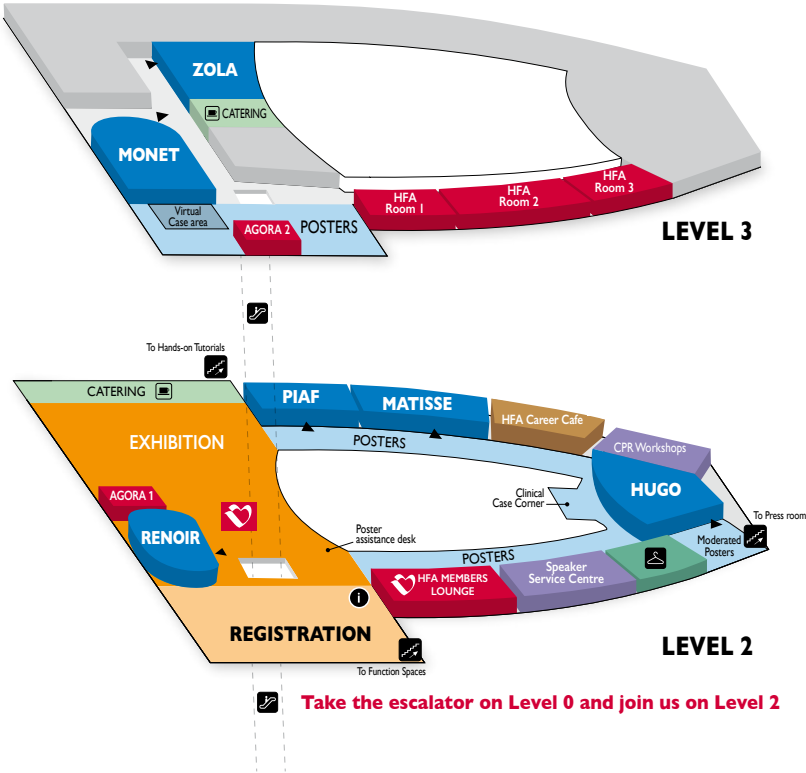 ZOLA
CATERING
MONET
Virtual
Case area
AGORA 2
POSTERS
HFA
Room 1
HFA
Room 2
HFA
Room 3
LEVEL 3
To Hands-on Tutorials
CATERING
EXHIBITION
AGORA 1
RENOIR
PIAF
MATISSE
HFA Career Cafe
POSTERS
CPR Workshops
Clinical
Case Corner
HUGO
To Press room
Moderated
Posters
Poster
assistance desk
POSTERS
HFA MEMBERS
LOUNGE
Speaker
Service Centre
i
REGISTRATION
To Function Spaces
LEVEL 2
Take the escalator on Level 0 and join us on Level 2